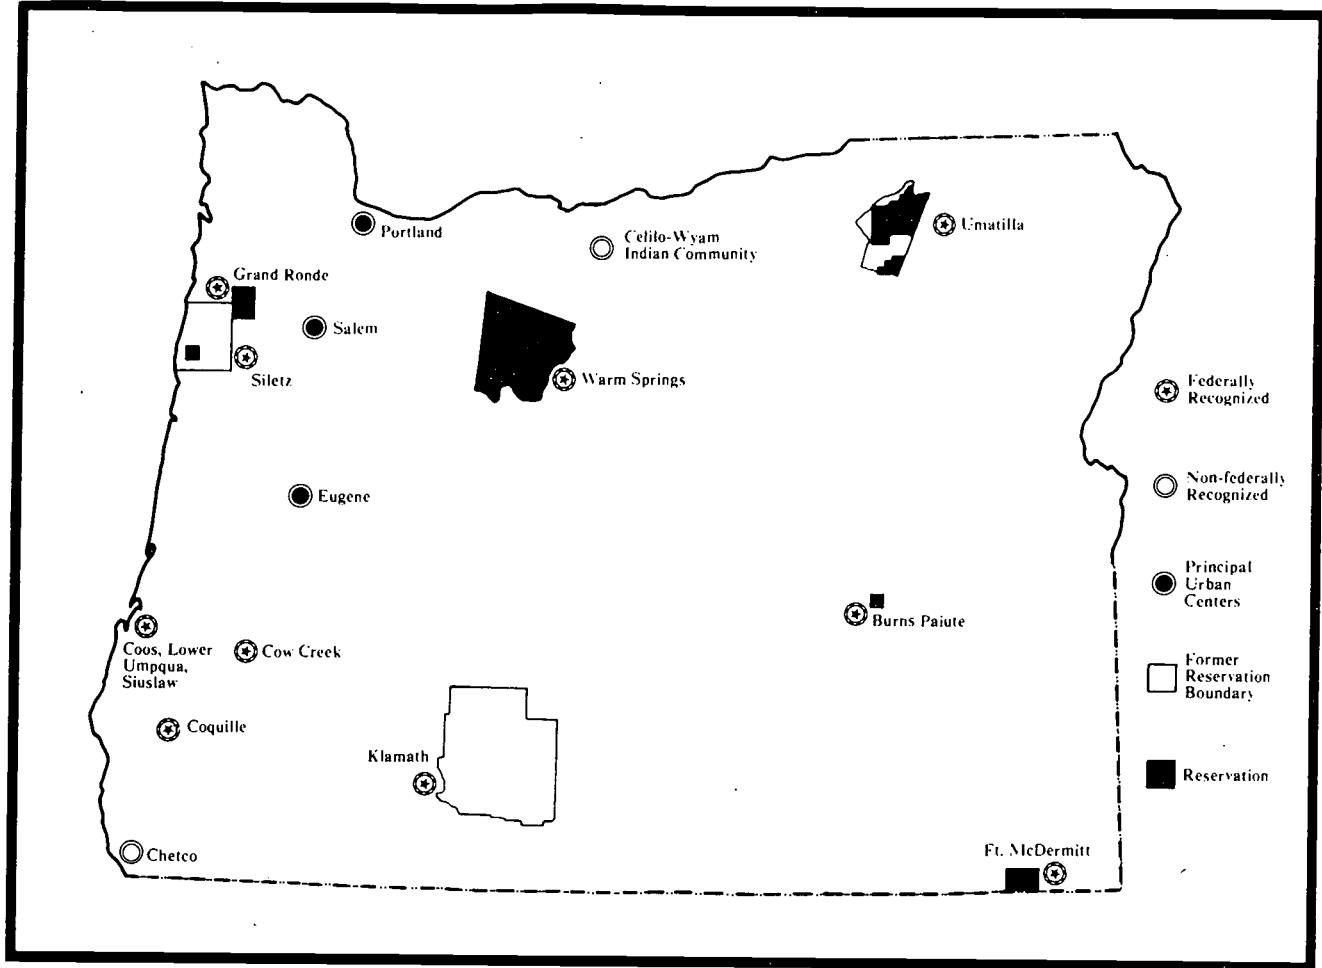 Portland
Celilo-Wyam
Indian Community
Umatilla
Grand Ronde
Salem
Siletz
Warm Springs
Federally
Recognized
Eugene
Non-federally
Recognized
Principal
Urban
Centers
Burns Paiute
Coos, Lower
Umpqua,
Siuslaw
Cow Creek
Former
Reservation
Boundary
Coquille
Klamath
Reservation
Chetco
Ft. McDermitt